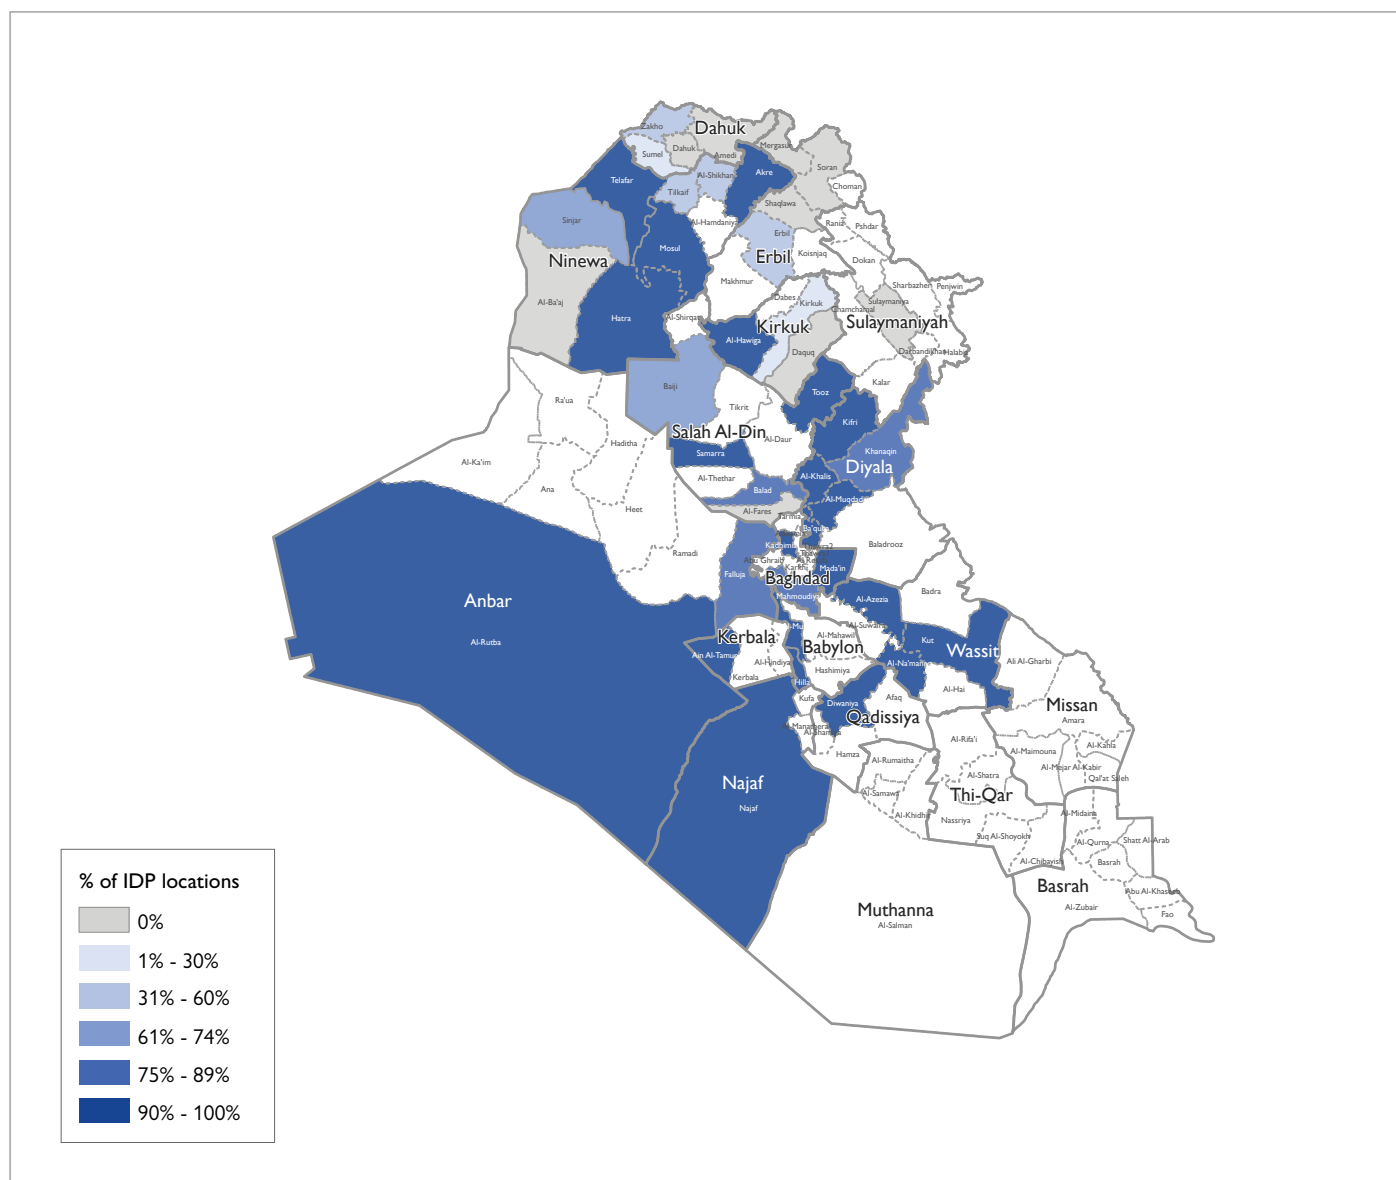 Zakho
Dahuk
Sumel
Dahuk
Amedi
Mergasur
Soran
Telafar
Al-Shikhan
Akre
Choman
Tilkaif
Shaqlawa
Sinjar
Al-Hamdaniya
Rania
Pshdar
Erbil
Mosul
Koisnjaq
Erbil
Dokan
Ninewa
Makhmur
Sharbazher
Penjwin
Al-Ba'aj
Dabes
Kirkuk
Sulaymaniya
Chamchamal
Hatra
Al-Shirqat
Kirkuk
Sulaymaniyah
Al-Hawiga
Daquq
Darbandikhan
Halabja
Baiji
Kalar
Tooz
Ra'ua
Tikrit
Kifri
Salah Al-Din
Al-Daur
Haditha
Samarra
Khanaqin
Al-Ka'im
Diyala
Al-Thethar
Al-Khalis
Ana
Balad
Al-Muqdad
Heet
Al-Fares
Tarmia
Ba'quba
Kadhimia
Baladrooz
Ramadi
Abu Ghraib
Karkh
Mada'in
Falluja
Baghdad
Mahmoudiya
Badra
Anbar
Al-Azezia
Al-Rutba
Al-Mu
Al-Suwaira
Kerbala
Al-Mahawil
Kut
Babylon
Wassit
Ain Al-Tamur
Al-Hindiya
Al-Na'maniya
Ali Al-Gharbi
Hashimiya
Kerbala
Hilla
Al-Hai
Kufa
Diwaniya
Afaq
Missan
Qadissiya
Amara
Al-Manathera
Al-Shamiya
Al-Rifa'i
Al-Kahla
Hamza
Al-Maimouna
Al-Rumaitha
Al-Mejar Al-Kabir
Al-Shatra
Qal'at Saleh
Najaf
Al-Samawa
Thi-Qar
Najaf
Al-Khidhir
Al-Midaina
Nassriya
Suq Al-Shoyokh
Al-Qurna
Shatt Al-Arab
Al-Chibayish
Basrah
Basrah
Abu Al-Khaseeb
Muthanna
Al-Zubair
Fao
Al-Salman
% of IDP locations
0%
1% - 30%
31% - 60%
61% - 74%
75% - 89%
90% - 100%